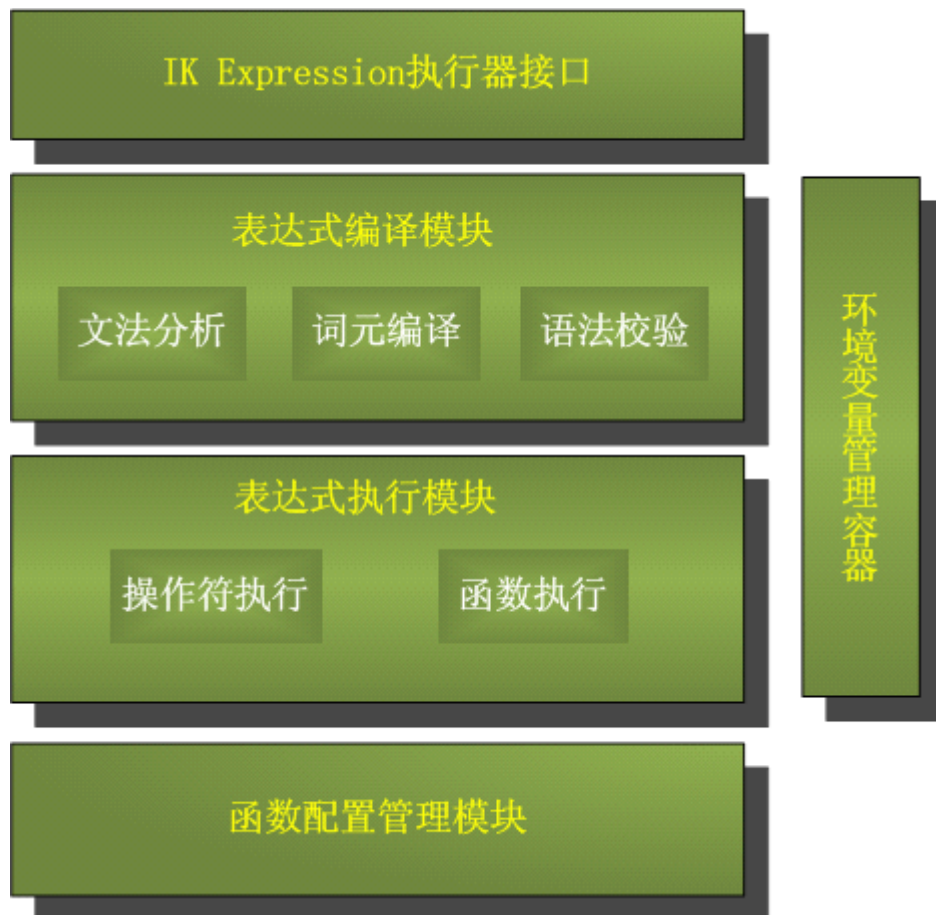 IK Expression执行器接口
表达式编译模块
文法分析 词元编译 语法校验
表达式执行模块
操作符执行 函数执行
函数配置管理模块
环境变量管理容器